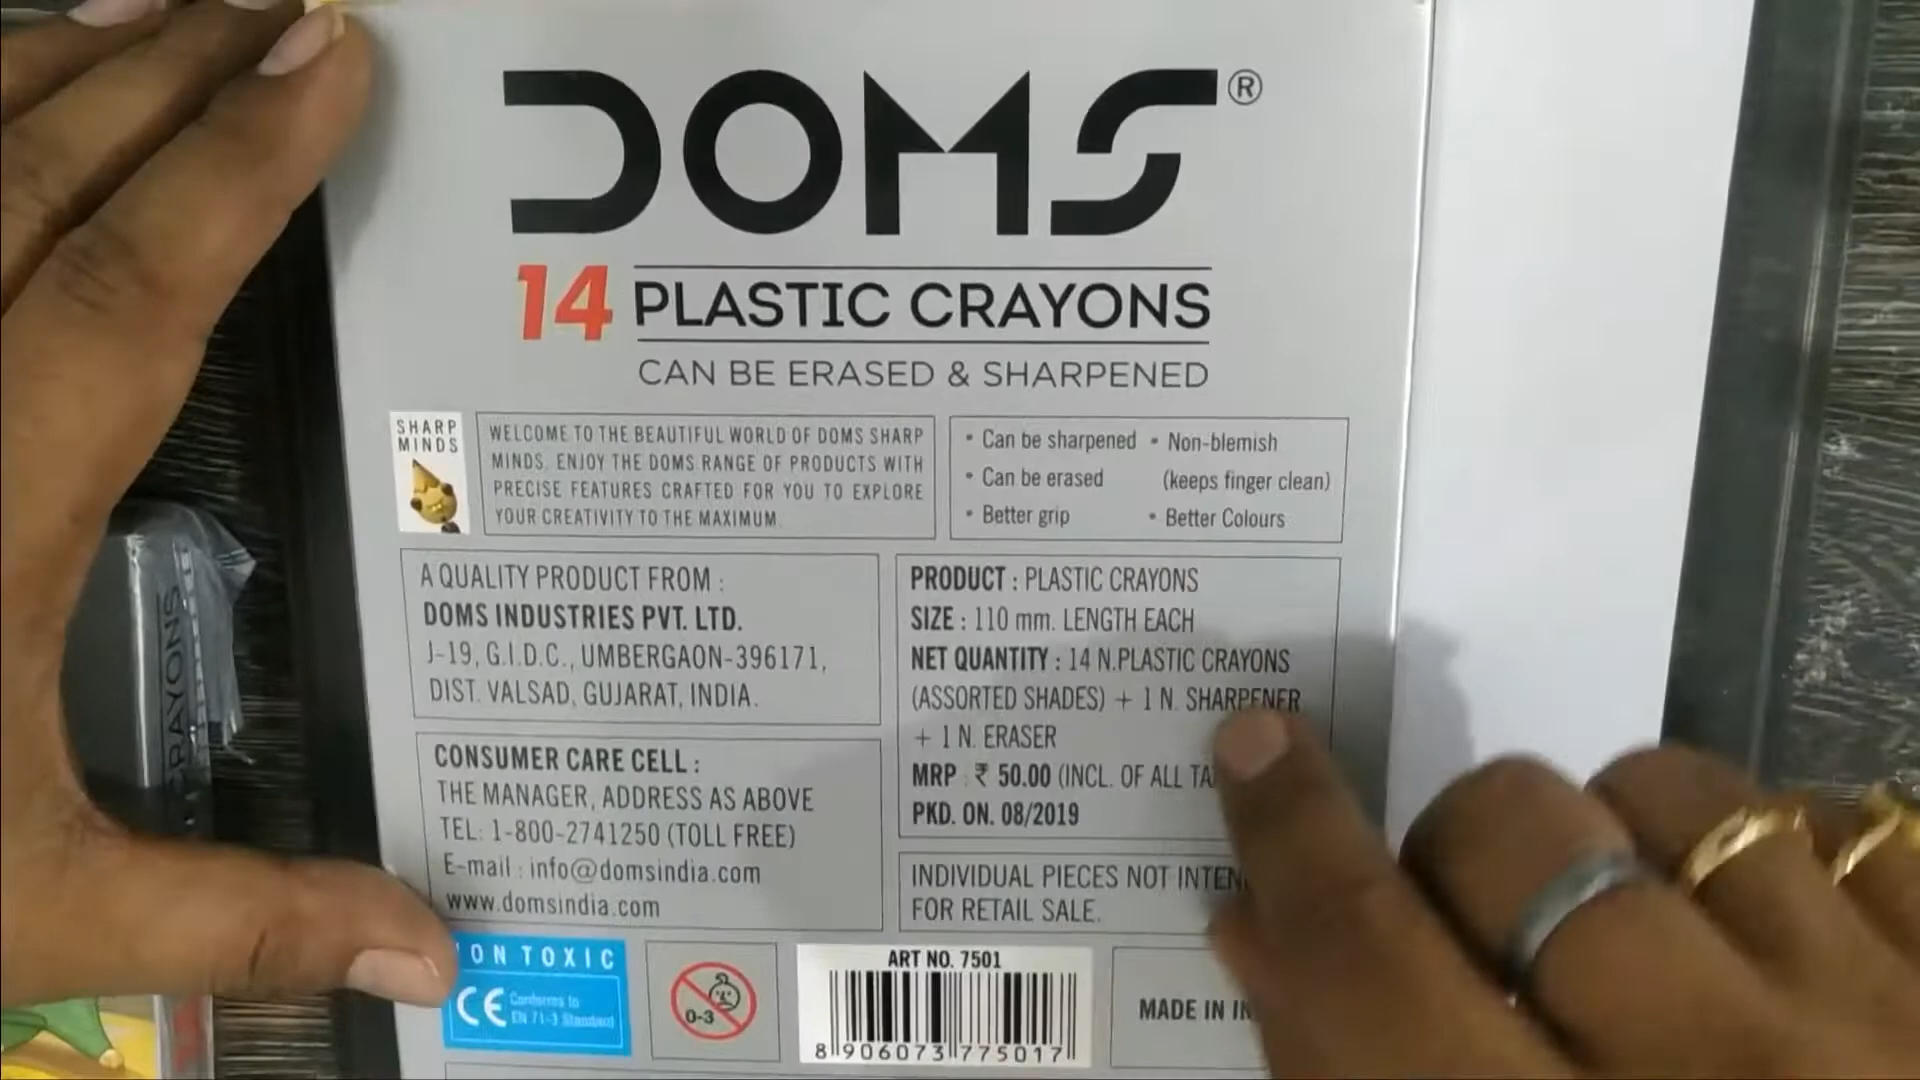 DOMS®
14 PLASTIC CRAYONS
CAN BE ERASED & SHARPENED
SHARP
MINDS
WELCOME TO THE BEAUTIFUL WORLD OF DOMS SHARP
MINDS. ENJOY THE DOMS RANGE OF PRODUCTS WITH
PRECISE FEATURES CRAFTED FOR YOU TO EXPLORE
YOUR CREATIVITY TO THE MAXIMUM.
• Can be sharpened
• Can be erased
• Better grip
• Non-blemish
(keeps finger clean)
• Better Colours
A QUALITY PRODUCT FROM :
DOMS INDUSTRIES PVT. LTD.
J-19, G.I.D.C., UMBERGAON-396171,
DIST. VALSAD, GUJARAT, INDIA.
CONSUMER CARE CELL :
THE MANAGER, ADDRESS AS ABOVE
TEL: 1-800-2741250 (TOLL FREE)
E-mail : info@domsindia.com
www.domsindia.com
PRODUCT : PLASTIC CRAYONS
SIZE : 110 mm. LENGTH EACH
NET QUANTITY : 14 N.PLASTIC CRAYONS
(ASSORTED SHADES) + 1 N. SHARPENER
+ 1 N. ERASER
MRP : ₹ 50.00 (INCL. OF ALL
PKD. ON. 08/2019
INDIVIDUAL PIECES NOT
FOR RETAIL SALE.
TOXIC
CE Conforms to
EN 71-3 Standard
0-3
ART NO. 7501
8 906073 775017
MADE IN
CRAYONS